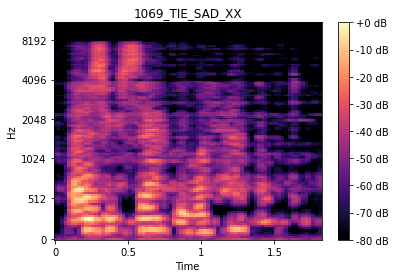 1069_TIE_SAD_XX
Hz
8192
4096
2048
1024
512
0
0
0.5
1
1.5
Time
+0 dB
-10 dB
-20 dB
-30 dB
-40 dB
-50 dB
-60 dB
-70 dB
-80 dB